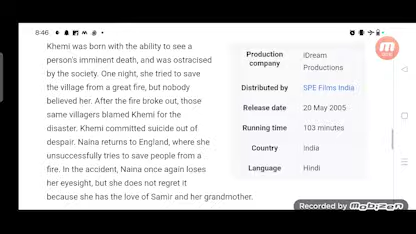 8:46
Khemi was born with the ability to see a
person's imminent death, and was ostracised
by the society. One night, she tried to save
the village from a great fire, but nobody
believed her. After the fire broke out, those
same villagers blamed Khemi for the
disaster. Khemi committed suicide out of
despair. Naina returns to England, where she
unsuccessfully tries to save people from a
fire. In the accident, Naina once again loses
her eyesight, but she does not regret it
because she has the love of Samir and her grandmother.
Production company iDream Productions
Distributed by SPE Films India
Release date 20 May 2005
Running time 103 minutes
Country India
Language Hindi
Recorded by Mobizen